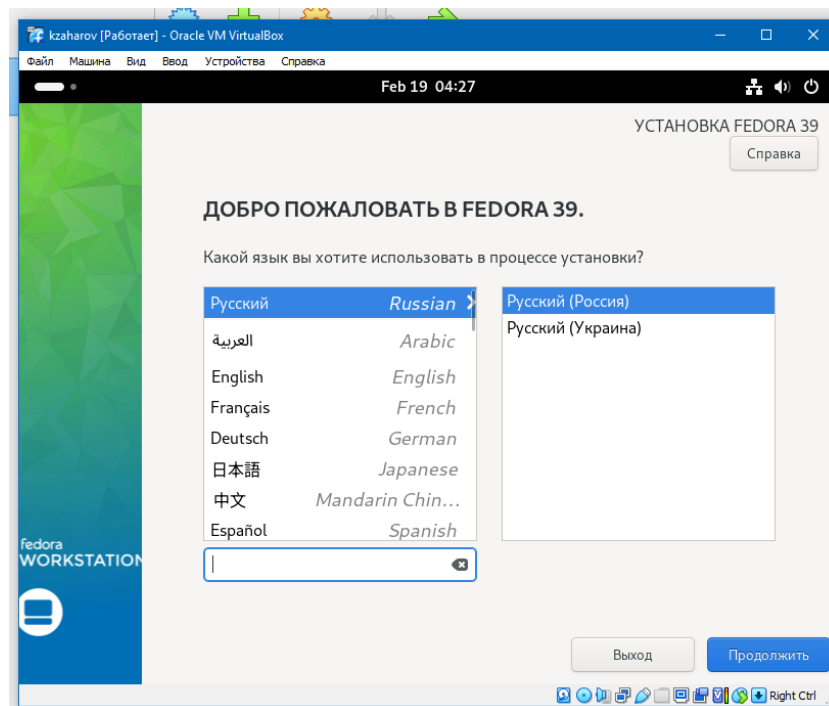 kzaharov [Работает] - Oracle VM VirtualBox
Файл Машина Вид Ввод Устройства Справка
Feb 19 04:27
УСТАНОВКА FEDORA 39
Справка
ДОБРО ПОЖАЛОВАТЬ В FEDORA 39.
Какой язык вы хотите использовать в процессе установки?
Русский Russian
العربية Arabic
English English
Français French
Deutsch German
日本語 Japanese
中文 Mandarin Chin...
Español Spanish
Русский (Россия)
Русский (Украина)
fedora
WORKSTATION
Выход
Продолжить
Right Ctrl